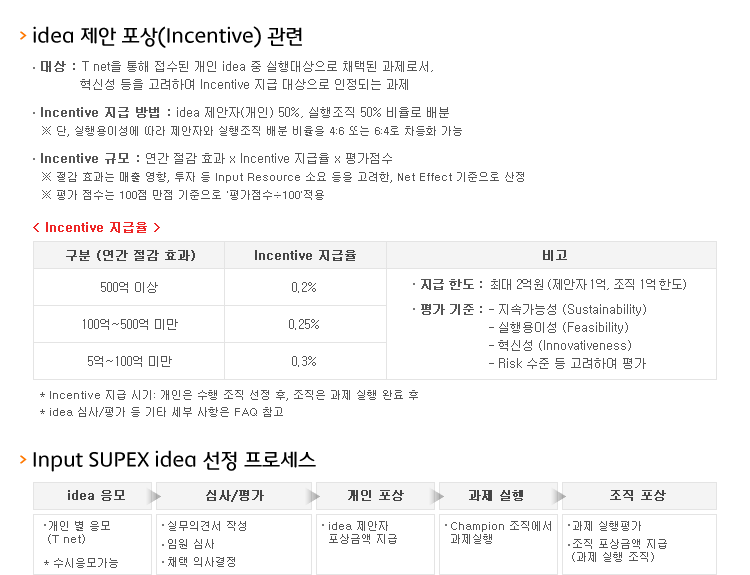 idea 제안 포상(Incentive) 관련
· 대상 : T net을 통해 접수된 개인 idea 중 실행대상으로 채택된 과제로서,
혁신성 등을 고려하여 Incentive 지급 대상으로 인정되는 과제
· Incentive 지급 방법 : idea 제안자(개인) 50%, 실행조직 50% 비율로 배분
※ 단, 실행용이성에 따라 제안자와 실행조직 배분 비율을 4:6 또는 6:4로 차등화 가능
· Incentive 규모 : 연간 절감 효과 x Incentive 지급율 x 평가점수
※ 절감 효과는 매출 영향, 투자 등 Input Resource 소요 등을 고려한, Net Effect 기준으로 산정
※ 평가 점수는 100점 만점 기준으로 '평가점수÷100'적용
< Incentive 지급율 >
구분 (연간 절감 효과) Incentive 지급율 비고
500억 이상 0,2%
100억~500억 미만 0,25%
5억~100억 미만 0,3%
· 지급 한도 : 최대 2억원 (제안자 1억, 조직 1억 한도)
· 평가 기준 : - 지속가능성 (Sustainability)
- 실행용이성 (Feasibility)
- 혁신성 (Innovativeness)
- Risk 수준 등 고려하여 평가
* Incentive 지급 시기: 개인은 수행 조직 선정 후, 조직은 과제 실행 완료 후
* idea 심사/평가 등 기타 세부 사항은 FAQ 참고
Input SUPEX idea 선정 프로세스
idea 응모 심사/평가 개인 포상 과제 실행 조직 포상
· 개인 별 응모
(T net)
* 수시응모가능
· 실무의견서 작성
· 임원 심사
· 채택 의사결정
· idea 제안자
포상금액 지급
· Champion 조직에서
과제실행
· 과제 실행평가
· 조직 포상금액 지급
(과제 실행 조직)